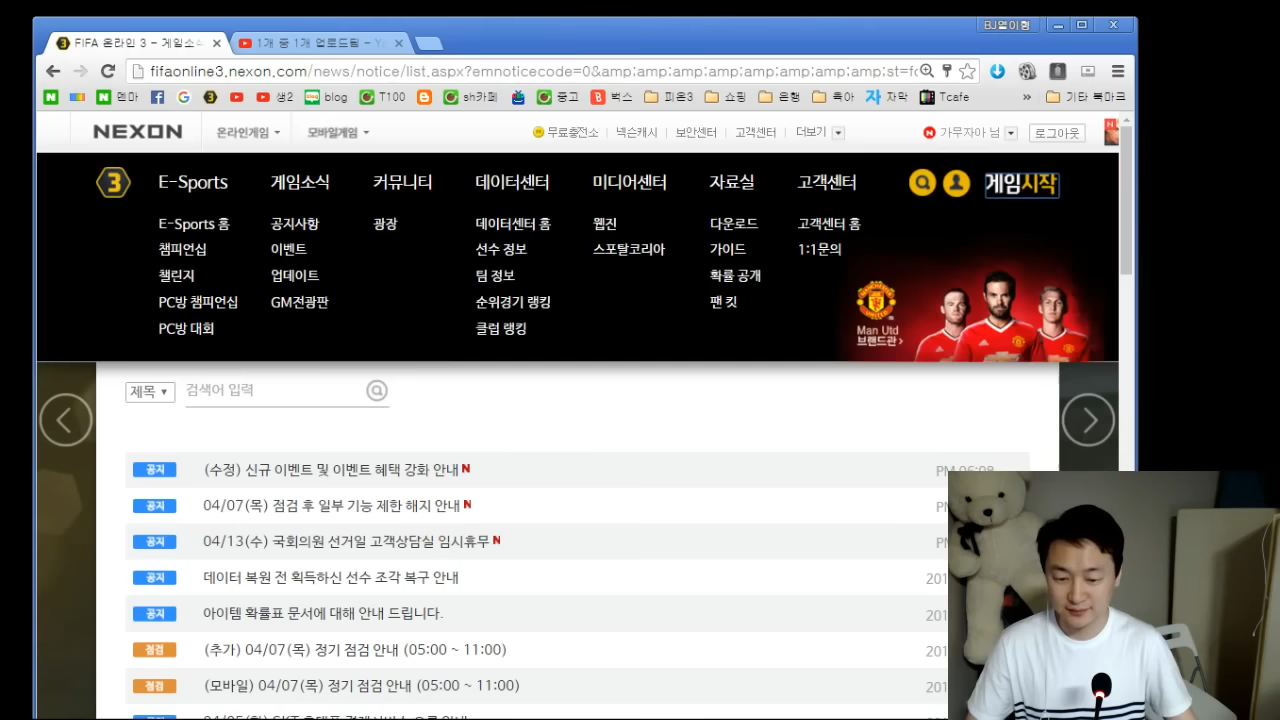 BJ열이형
FIFA 온라인 3 - 게임소식
1개 중 1개 업로드됨 - Yo
fifaonline3.nexon.com/news/notice/list.aspx?emnoticecode=0&amp;amp;amp;amp;amp;amp;amp;amp;st=fc
덴마 T100 sh카페 중고 벅스 피온3 쇼핑 은행 육아 자막 Tcafe » 기타 북마크
생2 blog
NEXON 온라인게임 모바일게임 무료충전소 넥슨캐시 보안센터 고객센터 더보기 가무자아 님 로그아웃
3 E-Sports 게임소식 커뮤니티 데이터센터 미디어센터 자료실 고객센터 게임시작
E-Sports 홈 공지사항 광장 데이터센터 홈 웹진 다운로드 고객센터 홈
챔피언십 이벤트 선수 정보 스포탈코리아 가이드 1:1문의
챌린지 업데이트 팀 정보 확률 공개
PC방 챔피언십 GM전광판 순위경기 랭킹 팬 킷
PC방 대회 클럽 랭킹
MANCHESTER UNITED
Man Utd
브랜드관>
제목 ▼ 검색어 입력
공지 (수정) 신규 이벤트 및 이벤트 혜택 강화 안내 N PM 06:08
공지 04/07(목) 점검 후 일부 기능 제한 해지 안내 N PM
공지 04/13(수) 국회의원 선거일 고객상담실 임시휴무 N PM
공지 데이터 복원 전 획득하신 선수 조각 복구 안내 201
공지 아이템 확률표 문서에 대해 안내 드립니다. 201
점검 (추가) 04/07(목) 정기 점검 안내 (05:00 ~ 11:00) 201
점검 (모바일) 04/07(목) 정기 점검 안내 (05:00 ~ 11:00) 201